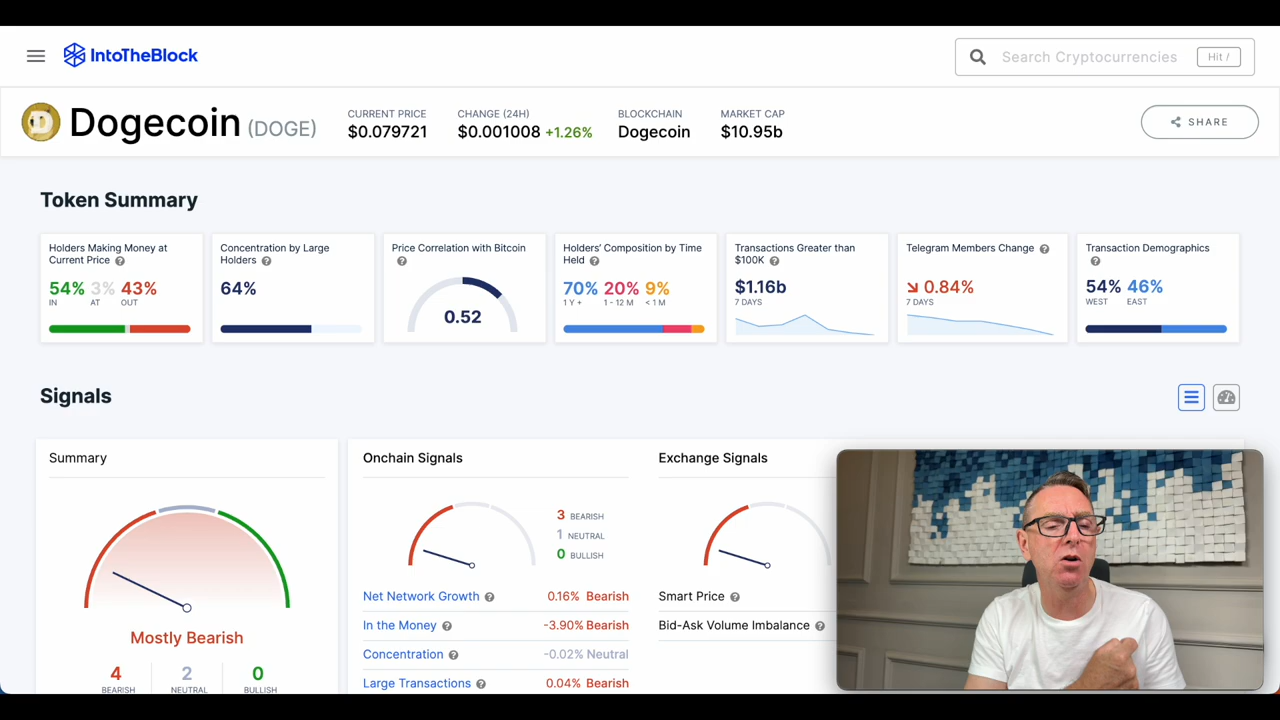 IntoTheBlock
Search Cryptocurrencies
Hit /
Dogecoin (DOGE)
CURRENT PRICE
$0.079721
CHANGE (24H)
$0.001008 +1.26%
BLOCKCHAIN
Dogecoin
MARKET CAP
$10.95b
SHARE
Token Summary
Holders Making Money at
Current Price
54% 3% 43%
IN AT OUT
Concentration by Large
Holders
64%
Price Correlation with Bitcoin
0.52
Holders' Composition by Time
Held
70% 20% 9%
1 Y + 1 - 12 M < 1 M
Transactions Greater than
$100K
$1.16b
7 DAYS
Telegram Members Change
0.84%
7 DAYS
Transaction Demographics
54% 46%
WEST EAST
Signals
Summary
Mostly Bearish
4 2 0
BEARISH NEUTRAL BULLISH
Onchain Signals
3 BEARISH
1 NEUTRAL
0 BULLISH
Net Network Growth 0.16% Bearish
In the Money -3.90% Bearish
Concentration -0.02% Neutral
Large Transactions 0.04% Bearish
Exchange Signals
Smart Price
Bid-Ask Volume Imbalance